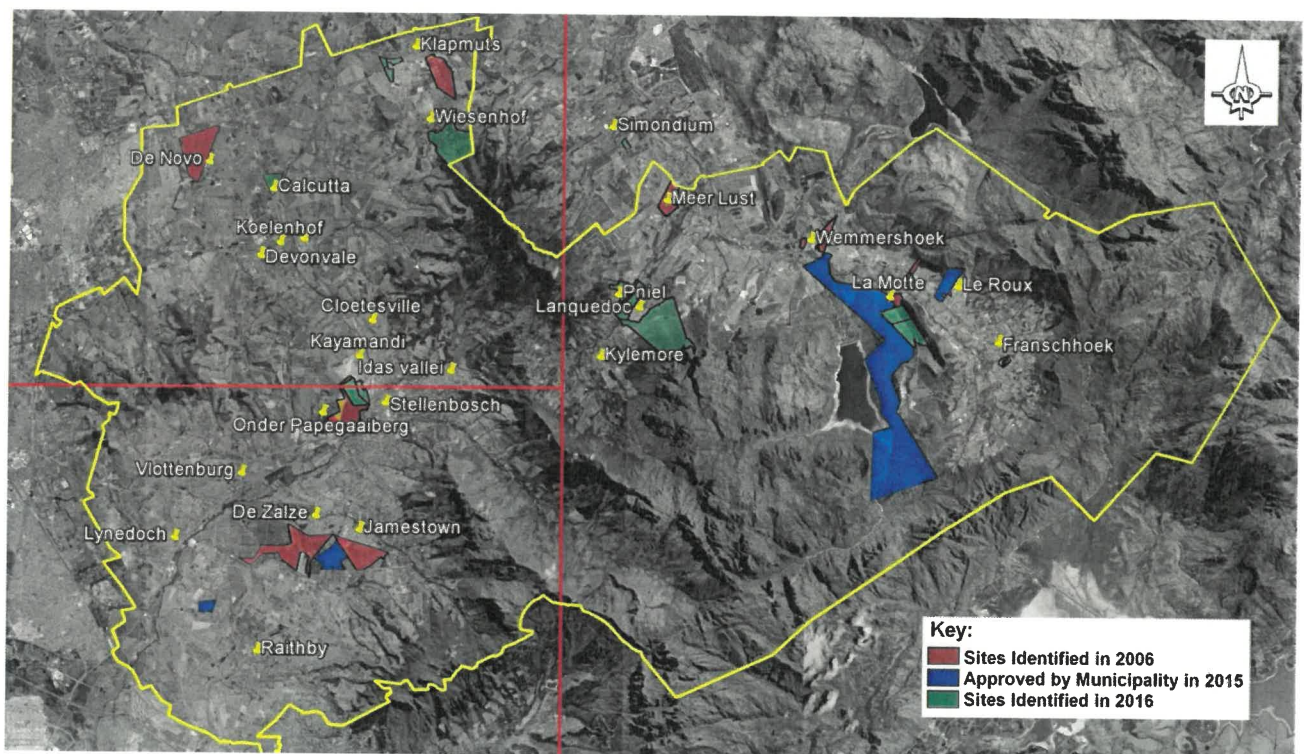 Klapmuts
Wiesenhof
Simondium
De Novo
Calcutta
Meer Lust
Koelenhof
Devonvale
Wemmershoek
La Motte
Le Roux
Pniel
Lanquedoc
Cloetesville
Kayamandi
Idas vallei
Kylemore
Franschhoek
Stellenbosch
Onder Papegaaiberg
Vlottenburg
De Zalze
Jamestown
Lynedoch
Raithby
N
Key:
Sites Identified in 2006
Approved by Municipality in 2015
Sites Identified in 2016